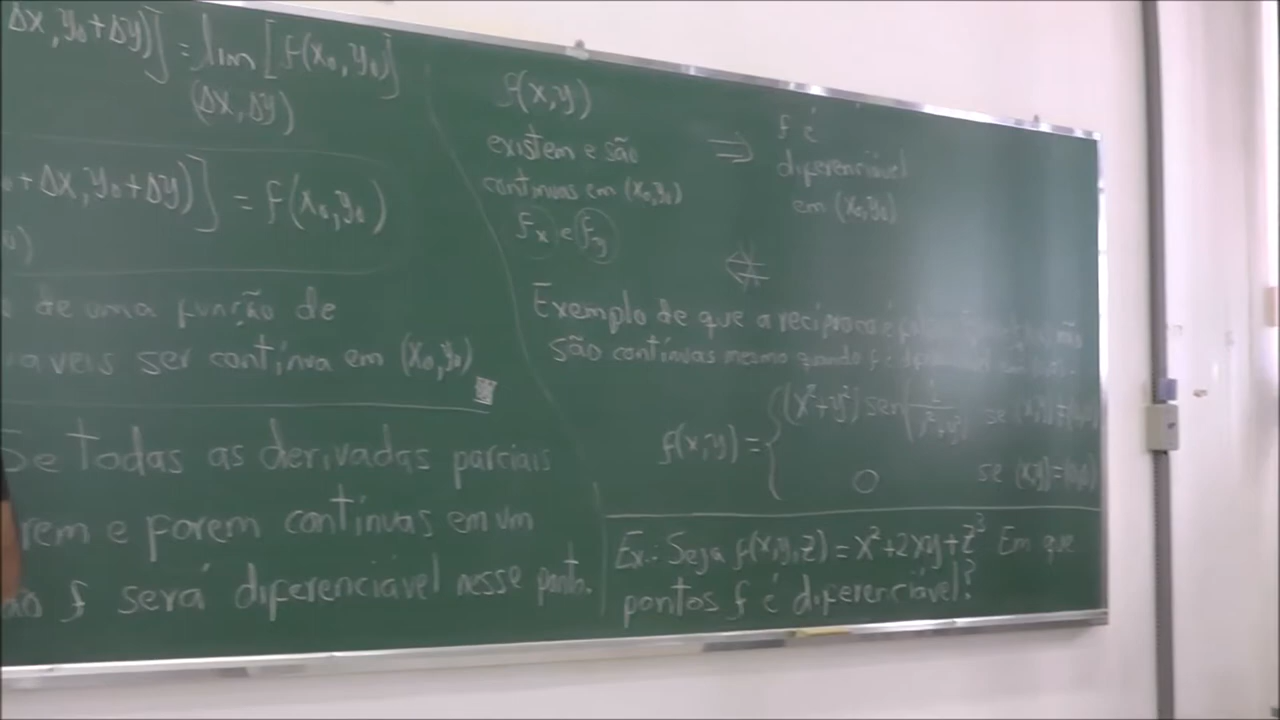 Δx, y₀+Δy)] = lim [f(x₀, y₀)]
(Δx, Δy)
+Δx, y₀+Δy)] = f(x₀, y₀)
de uma função de
aveis ser contínua em (x₀, y₀)
Se todas as derivadas parciais
rem e forem contínuas em um
f será diferenciável nesse ponto.
f(x,y)
existem e são
contínuas em (x₀, y₀)
fx e fy
⇒
f é
diferenciável
em (x₀, y₀)
⇍
Exemplo de que a recíproca é
são contínuas mesmo quando f é
f(x,y) = { (x²+y²) sen( se
0 se (x,y)=(0,0)
Ex.: Seja f(x,y,z) = x²+2xy+z³ Em que
pontos f é diferenciável?